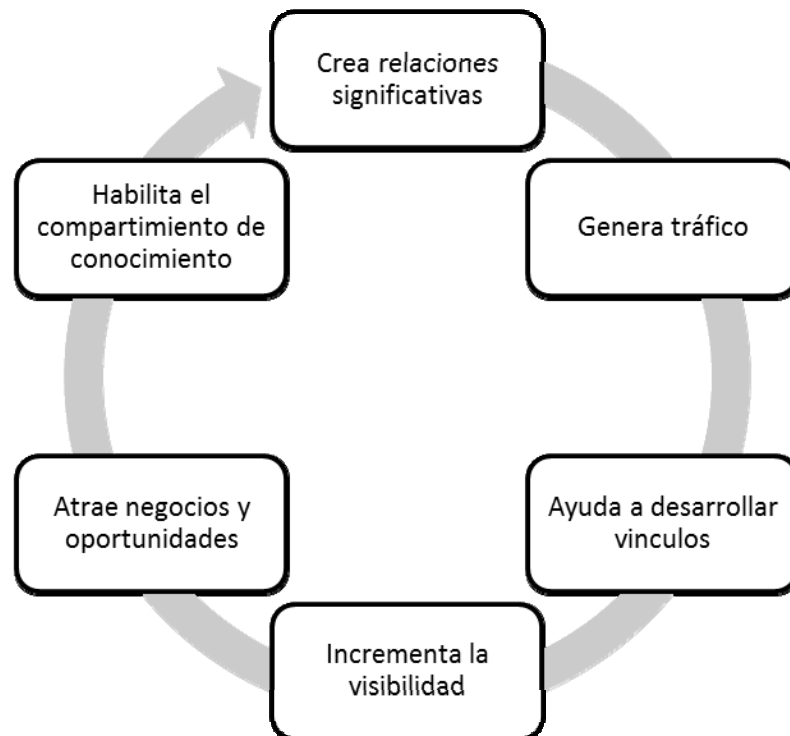 Crea relaciones
significativas
Genera tráfico
Ayuda a desarrollar
vinculos
Incrementa la
visibilidad
Atrae negocios y
oportunidades
Habilita el
compartimiento de
conocimiento